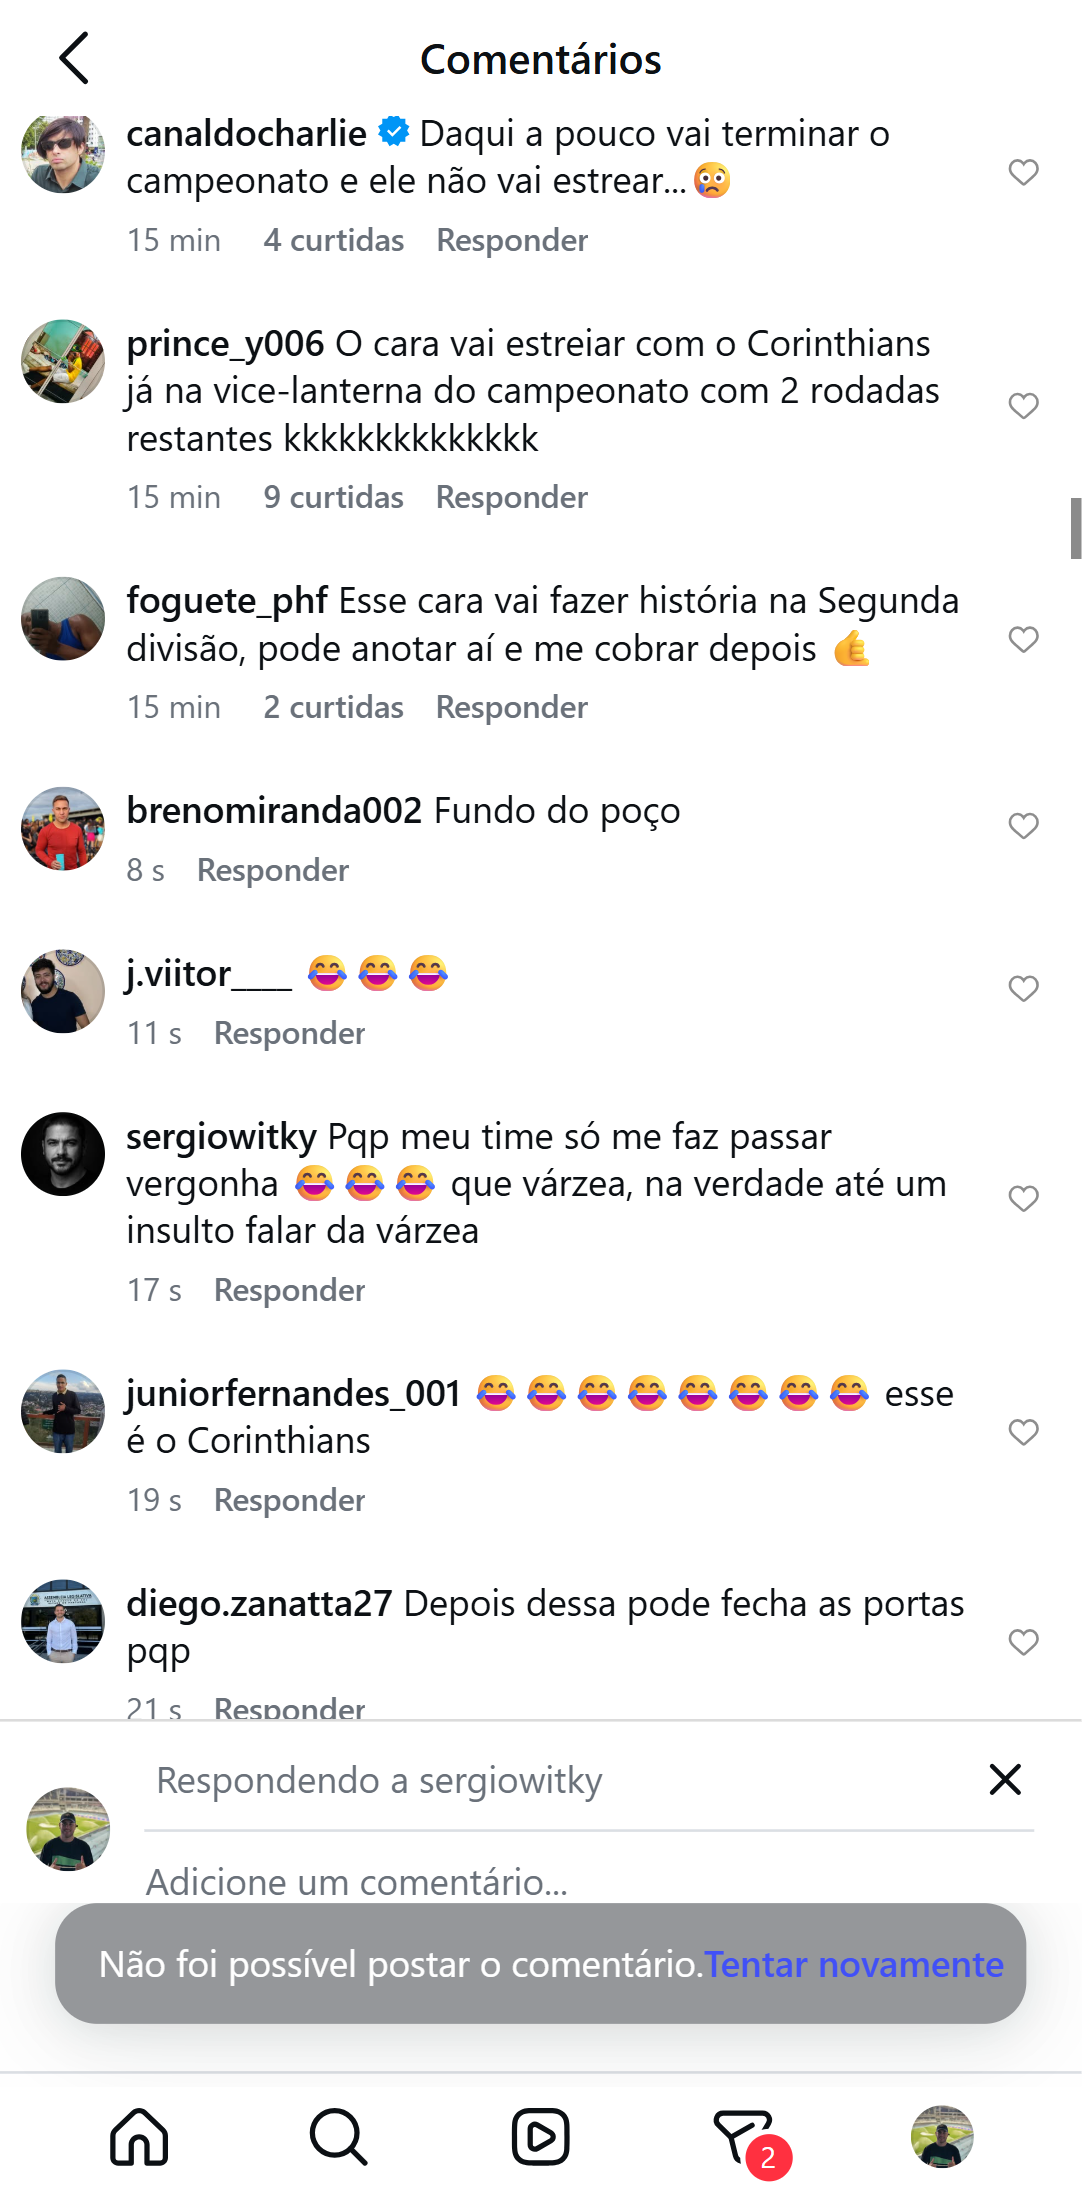 Comentários
canaldocharlie Daqui a pouco vai terminar o
campeonato e ele não vai estrear...😢
15 min 4 curtidas Responder
prince_y006 O cara vai estreiar com o Corinthians
já na vice-lanterna do campeonato com 2 rodadas
restantes kkkkkkkkkkkkkk
15 min 9 curtidas Responder
foguete_phf Esse cara vai fazer história na Segunda
divisão, pode anotar aí e me cobrar depois 🤙
15 min 2 curtidas Responder
brenomiranda002 Fundo do poço
8 s Responder
j.viitor____ 😂😂😂
11 s Responder
sergiowitky Pqp meu time só me faz passar
vergonha 😂😂😂 que várzea, na verdade até um
insulto falar da várzea
17 s Responder
juniorfernandes_001 😂😂😂😂😂😂😂😂 esse
é o Corinthians
19 s Responder
diego.zanatta27 Depois dessa pode fecha as portas
pqp
21 s Responder
Respondendo a sergiowitky
Adicione um comentário...
Não foi possível postar o comentário.Tentar novamente
2